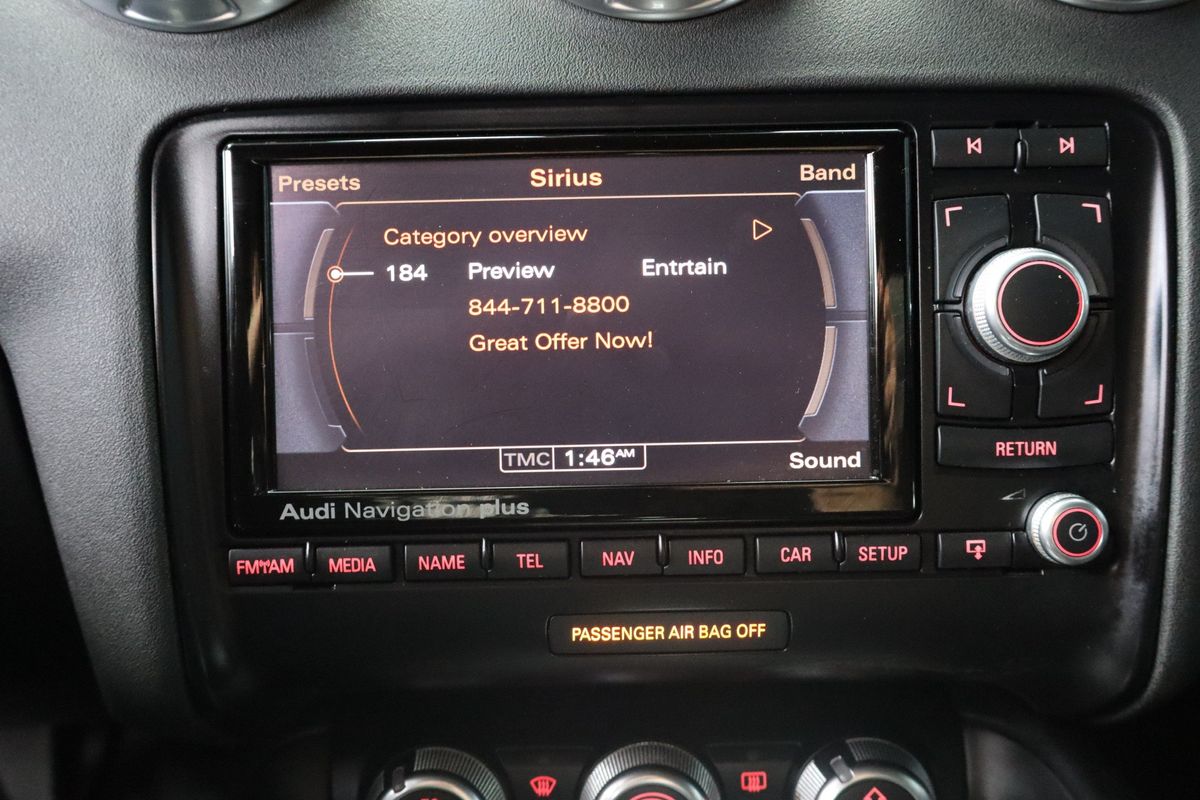 Presets Sirius Band
Category overview
184 Preview Entrtain
844-711-8800
Great Offer Now!
TMC 1:46AM Sound
Audi Navigation plus
RETURN
FM/AM MEDIA NAME TEL NAV INFO CAR SETUP
PASSENGER AIR BAG OFF